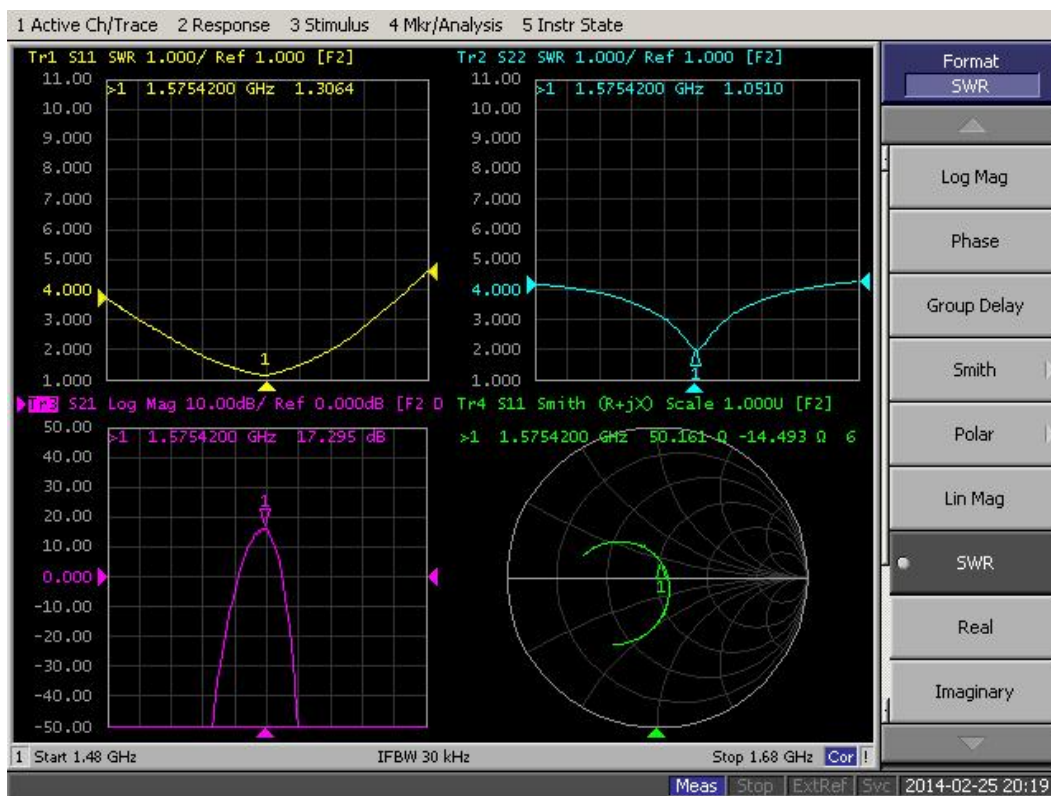 1 Active Ch/Trace 2 Response 3 Stimulus 4 Mkr/Analysis 5 Instr State
Tr1 S11 SWR 1.000/ Ref 1.000 [F2]
11.00
>1 1.5754200 GHz 1.3064
10.00
9.000
8.000
7.000
6.000
5.000
4.000
3.000
2.000
1.000
1
Tr2 S22 SWR 1.000/ Ref 1.000 [F2]
11.00
>1 1.5754200 GHz 1.0510
10.00
9.000
8.000
7.000
6.000
5.000
4.000
3.000
2.000
1.000
1
Tr3 S21 Log Mag 10.00dB/ Ref 0.000dB [F2 D
50.00
>1 1.5754200 GHz 17.295 dB
40.00
30.00
20.00
10.00
0.000
-10.00
-20.00
-30.00
-40.00
-50.00
1
Tr4 S11 Smith (R+jX) Scale 1.000U [F2]
>1 1.5754200 GHz 50.161 Ω -14.493 Ω 6
1
1 Start 1.48 GHz IFBW 30 kHz Stop 1.68 GHz Cor !
Format
SWR
Log Mag
Phase
Group Delay
Smith
Polar
Lin Mag
SWR
Real
Imaginary
Meas Stop ExtRef Svc 2014-02-25 20:19